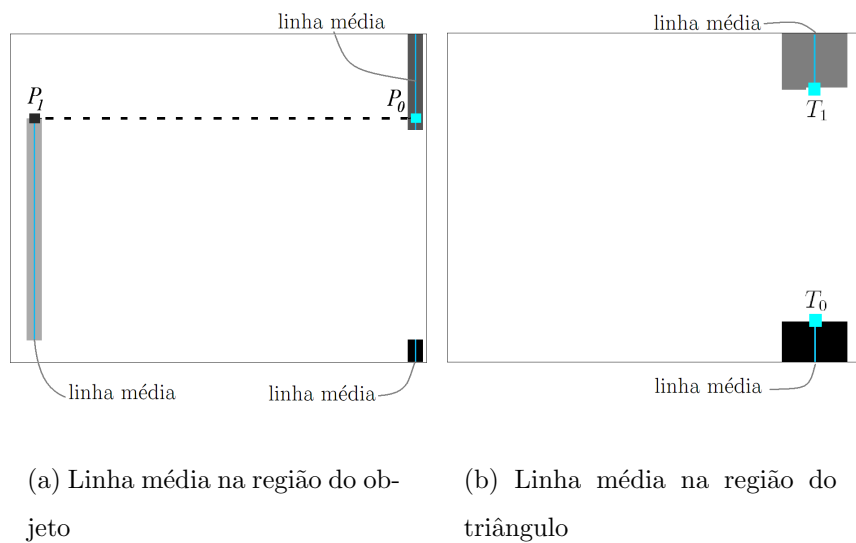 linha média
P1 P0
linha média linha média
linha média
T1
T0
linha média
(a) Linha média na região do ob-
jeto
(b) Linha média na região do
triângulo